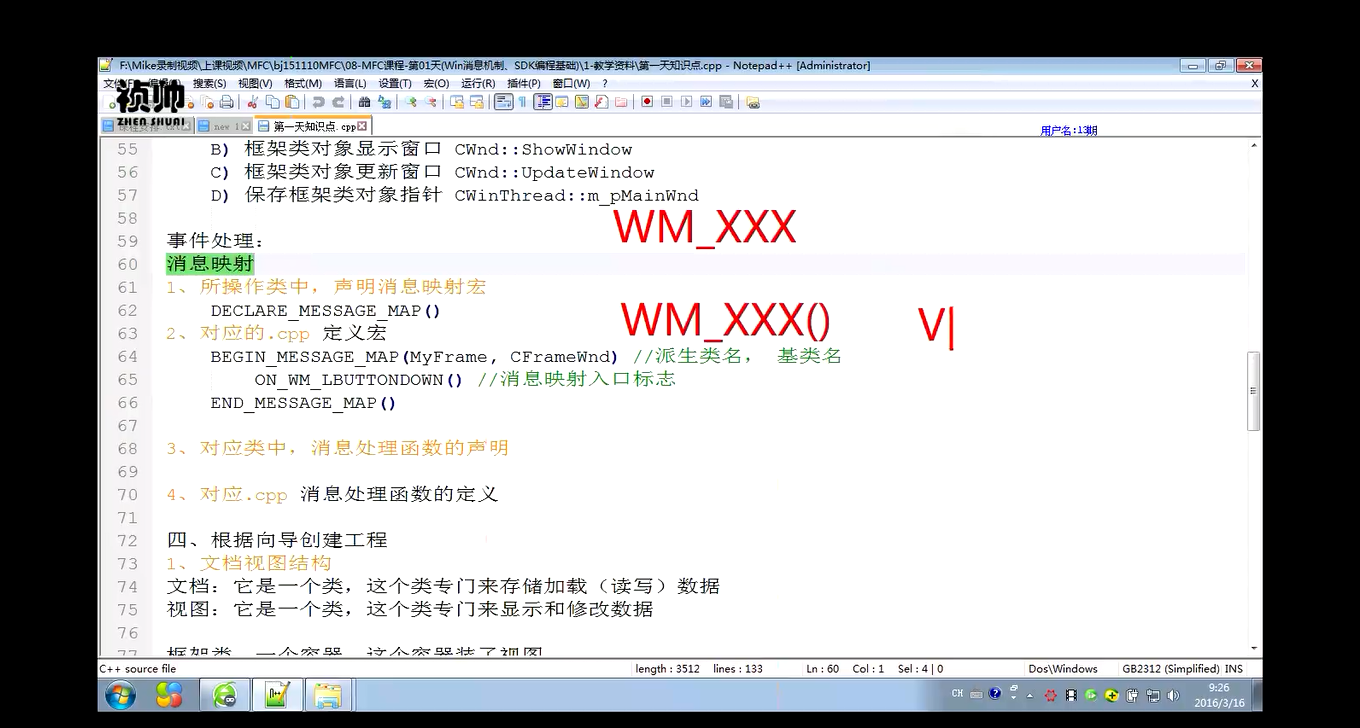 F:\Mike录制视频\上课视频\MFC\bj151110MFC\08-MFC课程-第01天(Win消息机制、SDK编程基础)\1-教学资料\第一天知识点.cpp - Notepad++ [Administrator]
搜索(S) 视图(V) 格式(M) 语言(L) 设置(T) 宏(O) 运行(R) 插件(P) 窗口(W) ? X
祯帅
ZHEN SHUAI
new 1 第一天知识点.cpp
用户名:13期
55 B) 框架类对象显示窗口 CWnd::ShowWindow
56 C) 框架类对象更新窗口 CWnd::UpdateWindow
57 D) 保存框架类对象指针 CWinThread::m_pMainWnd
58
WM_XXX
59 事件处理:
60 消息映射
61 1、所操作类中，声明消息映射宏
62 DECLARE_MESSAGE_MAP()
WM_XXX() V
63 2、对应的.cpp 定义宏
64 BEGIN_MESSAGE_MAP(MyFrame, CFrameWnd) //派生类名， 基类名
65 ON_WM_LBUTTONDOWN() //消息映射入口标志
66 END_MESSAGE_MAP()
67
68 3、对应类中，消息处理函数的声明
69
70 4、对应.cpp 消息处理函数的定义
71
72 四、根据向导创建工程
73 1、文档视图结构
74 文档: 它是一个类，这个类专门来存储加载（读写）数据
75 视图: 它是一个类，这个类专门来显示和修改数据
76
77 框架类 一个容器 这个容器装了视图
C++ source file length : 3512 lines : 133 Ln : 60 Col : 1 Sel : 4 | 0 Dos\Windows GB2312 (Simplified) INS
CH 9:26
2016/3/16